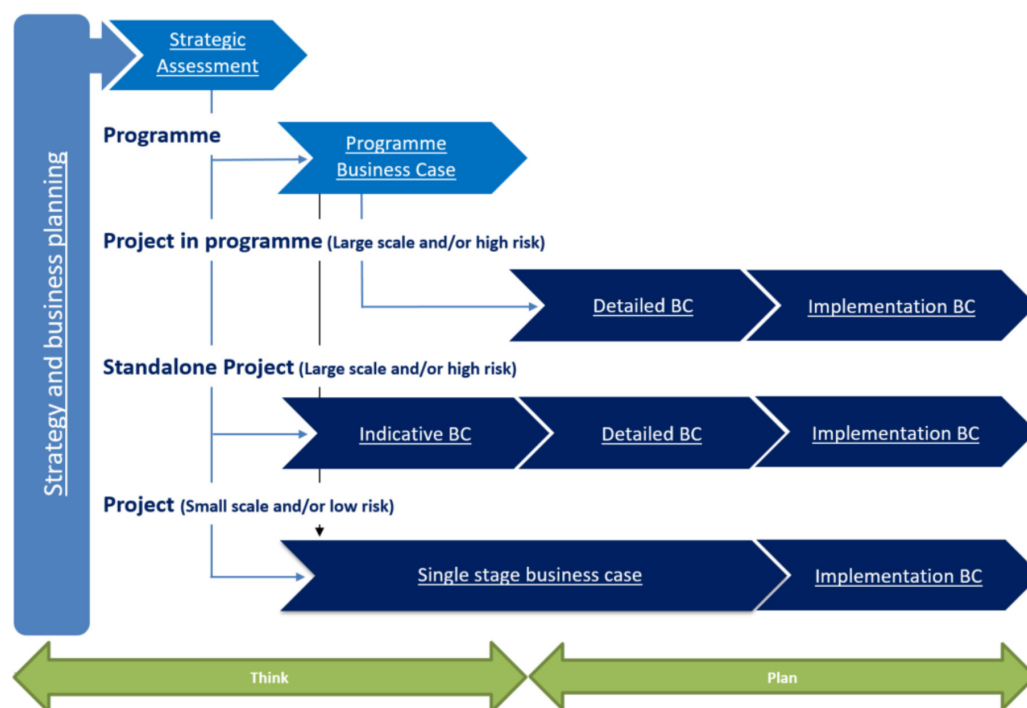 Strategy and business planning
Strategic
Assessment
Programme
Programme
Business Case
Project in programme (Large scale and/or high risk)
Detailed BC
Implementation BC
Standalone Project (Large scale and/or high risk)
Indicative BC
Detailed BC
Implementation BC
Project (Small scale and/or low risk)
Single stage business case
Implementation BC
Think
Plan